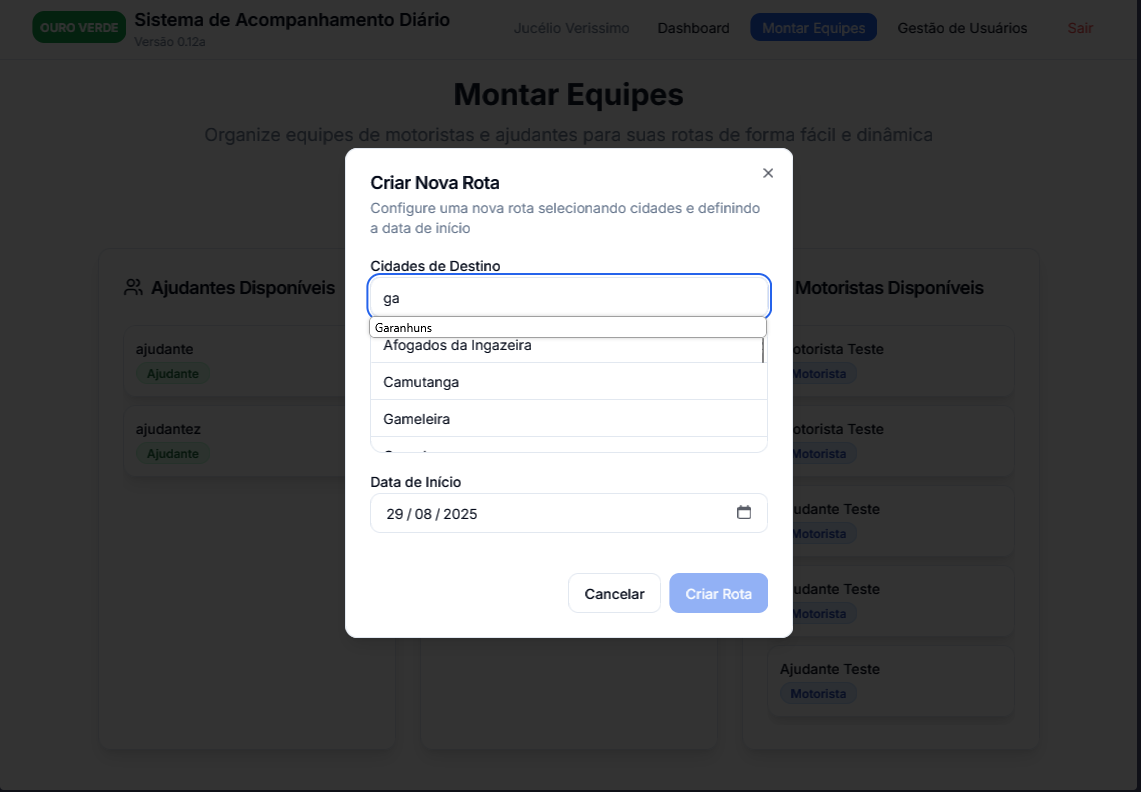 OURO VERDE
Sistema de Acompanhamento Diário
Versão 0.12a
Jucélio Verissimo
Dashboard
Montar Equipes
Gestão de Usuários
Sair
Montar Equipes
Organize equipes de motoristas e ajudantes para suas rotas de forma fácil e dinâmica
Criar Nova Rota
Configure uma nova rota selecionando cidades e definindo
a data de início
Cidades de Destino
ga
Garanhuns
Afogados da Ingazeira
Camutanga
Gameleira
Data de Início
29 / 08 / 2025
Cancelar
Criar Rota
Ajudantes Disponíveis
ajudante
Ajudante
ajudantez
Ajudante
Motoristas Disponíveis
otorista Teste
Motorista
otorista Teste
Motorista
udante Teste
Motorista
udante Teste
Motorista
Ajudante Teste
Motorista